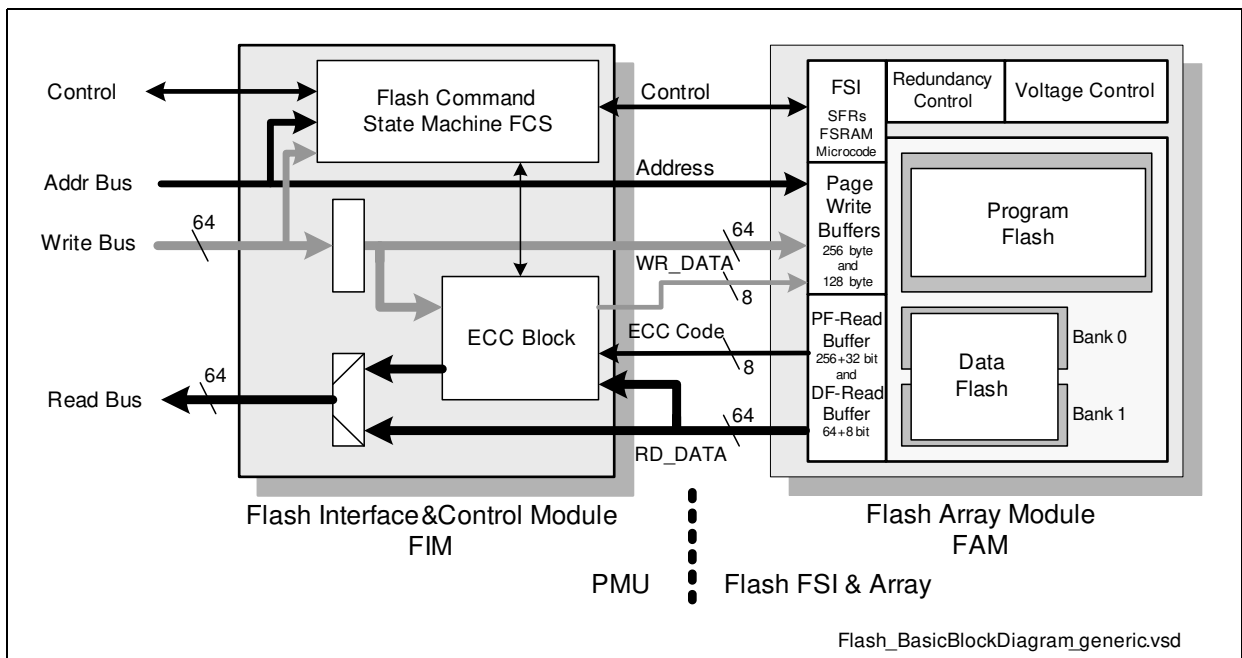 Control
Addr Bus
64
Write Bus
64
Read Bus
Flash Command
State Machine FCS
ECC Block
Control
Address
64
WR_DATA
8
ECC Code
8
64
RD_DATA
FSI
SFRs
FSRAM
Microcode
Redundancy
Control
Voltage Control
Page
Write
Buffers
256 byte
and
128 byte
PF-Read
Buffer
256+32 bit
and
DF-Read
Buffer
64+8 bit
Program
Flash
Data
Flash
Bank 0
Bank 1
Flash Interface&Control Module
FIM
Flash Array Module
FAM
PMU
Flash FSI & Array
Flash_BasicBlockDiagram_generic.vsd